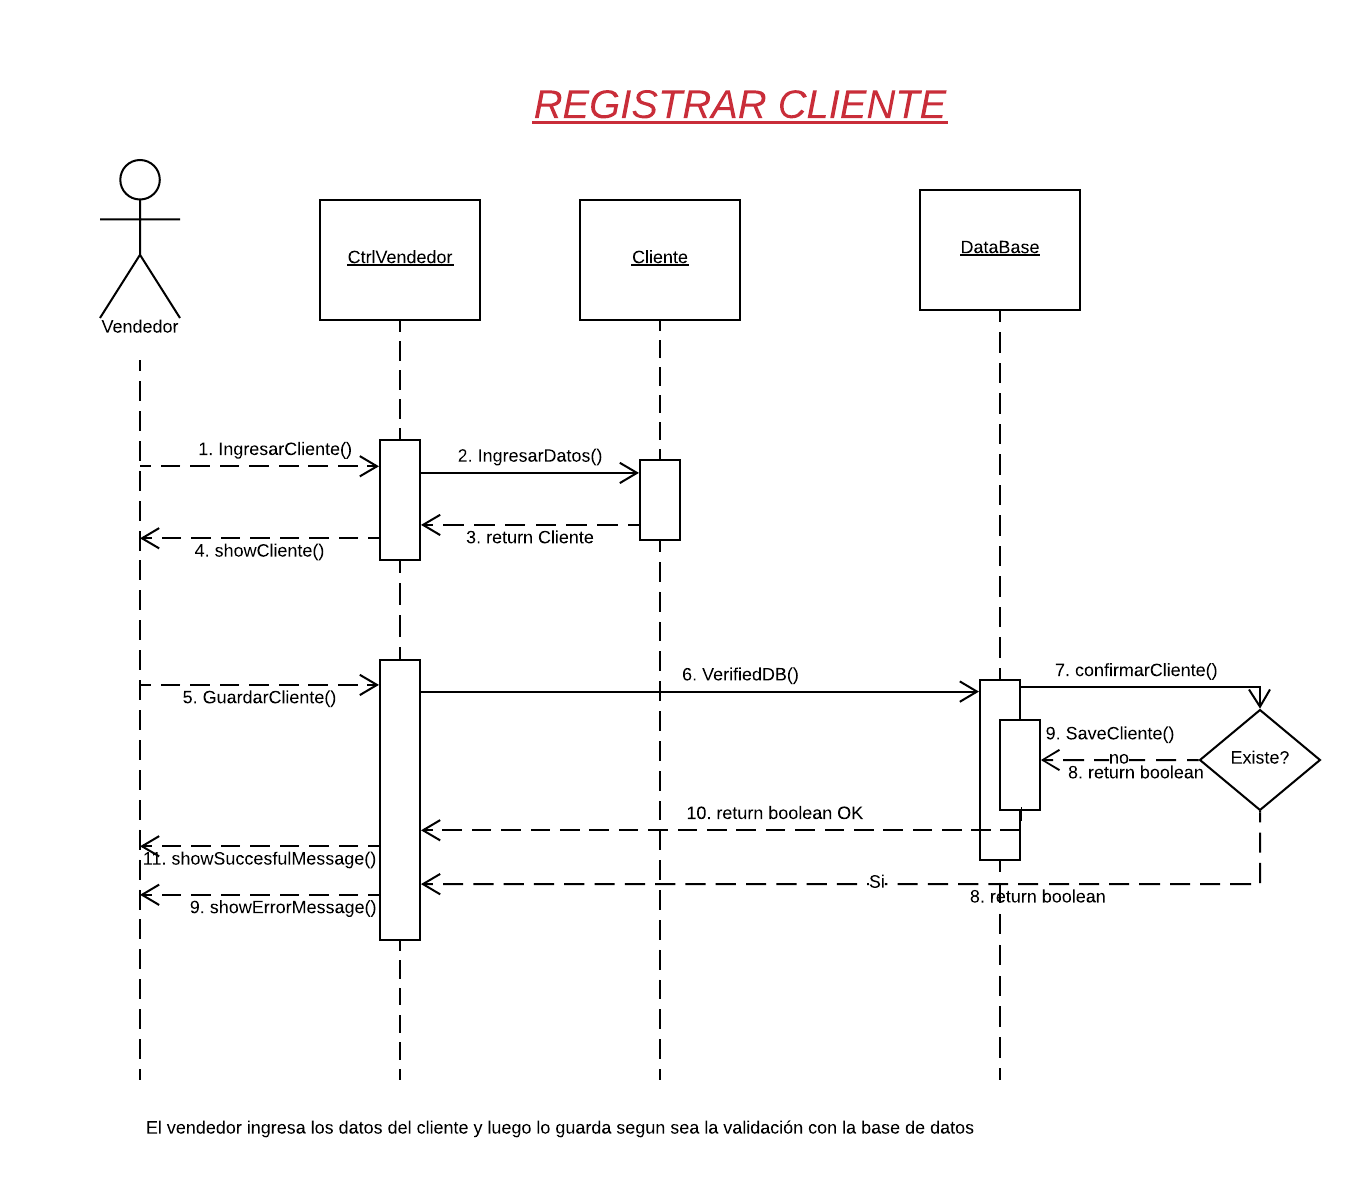 REGISTRAR CLIENTE
Vendedor
CtrlVendedor
Cliente
DataBase
1. IngresarCliente()
2. IngresarDatos()
3. return Cliente
4. showCliente()
5. GuardarCliente()
6. VerifiedDB()
7. confirmarCliente()
Existe?
9. SaveCliente()
no
8. return boolean
10. return boolean OK
11. showSuccesfulMessage()
Si
8. return boolean
9. showErrorMessage()
El vendedor ingresa los datos del cliente y luego lo guarda segun sea la validación con la base de datos